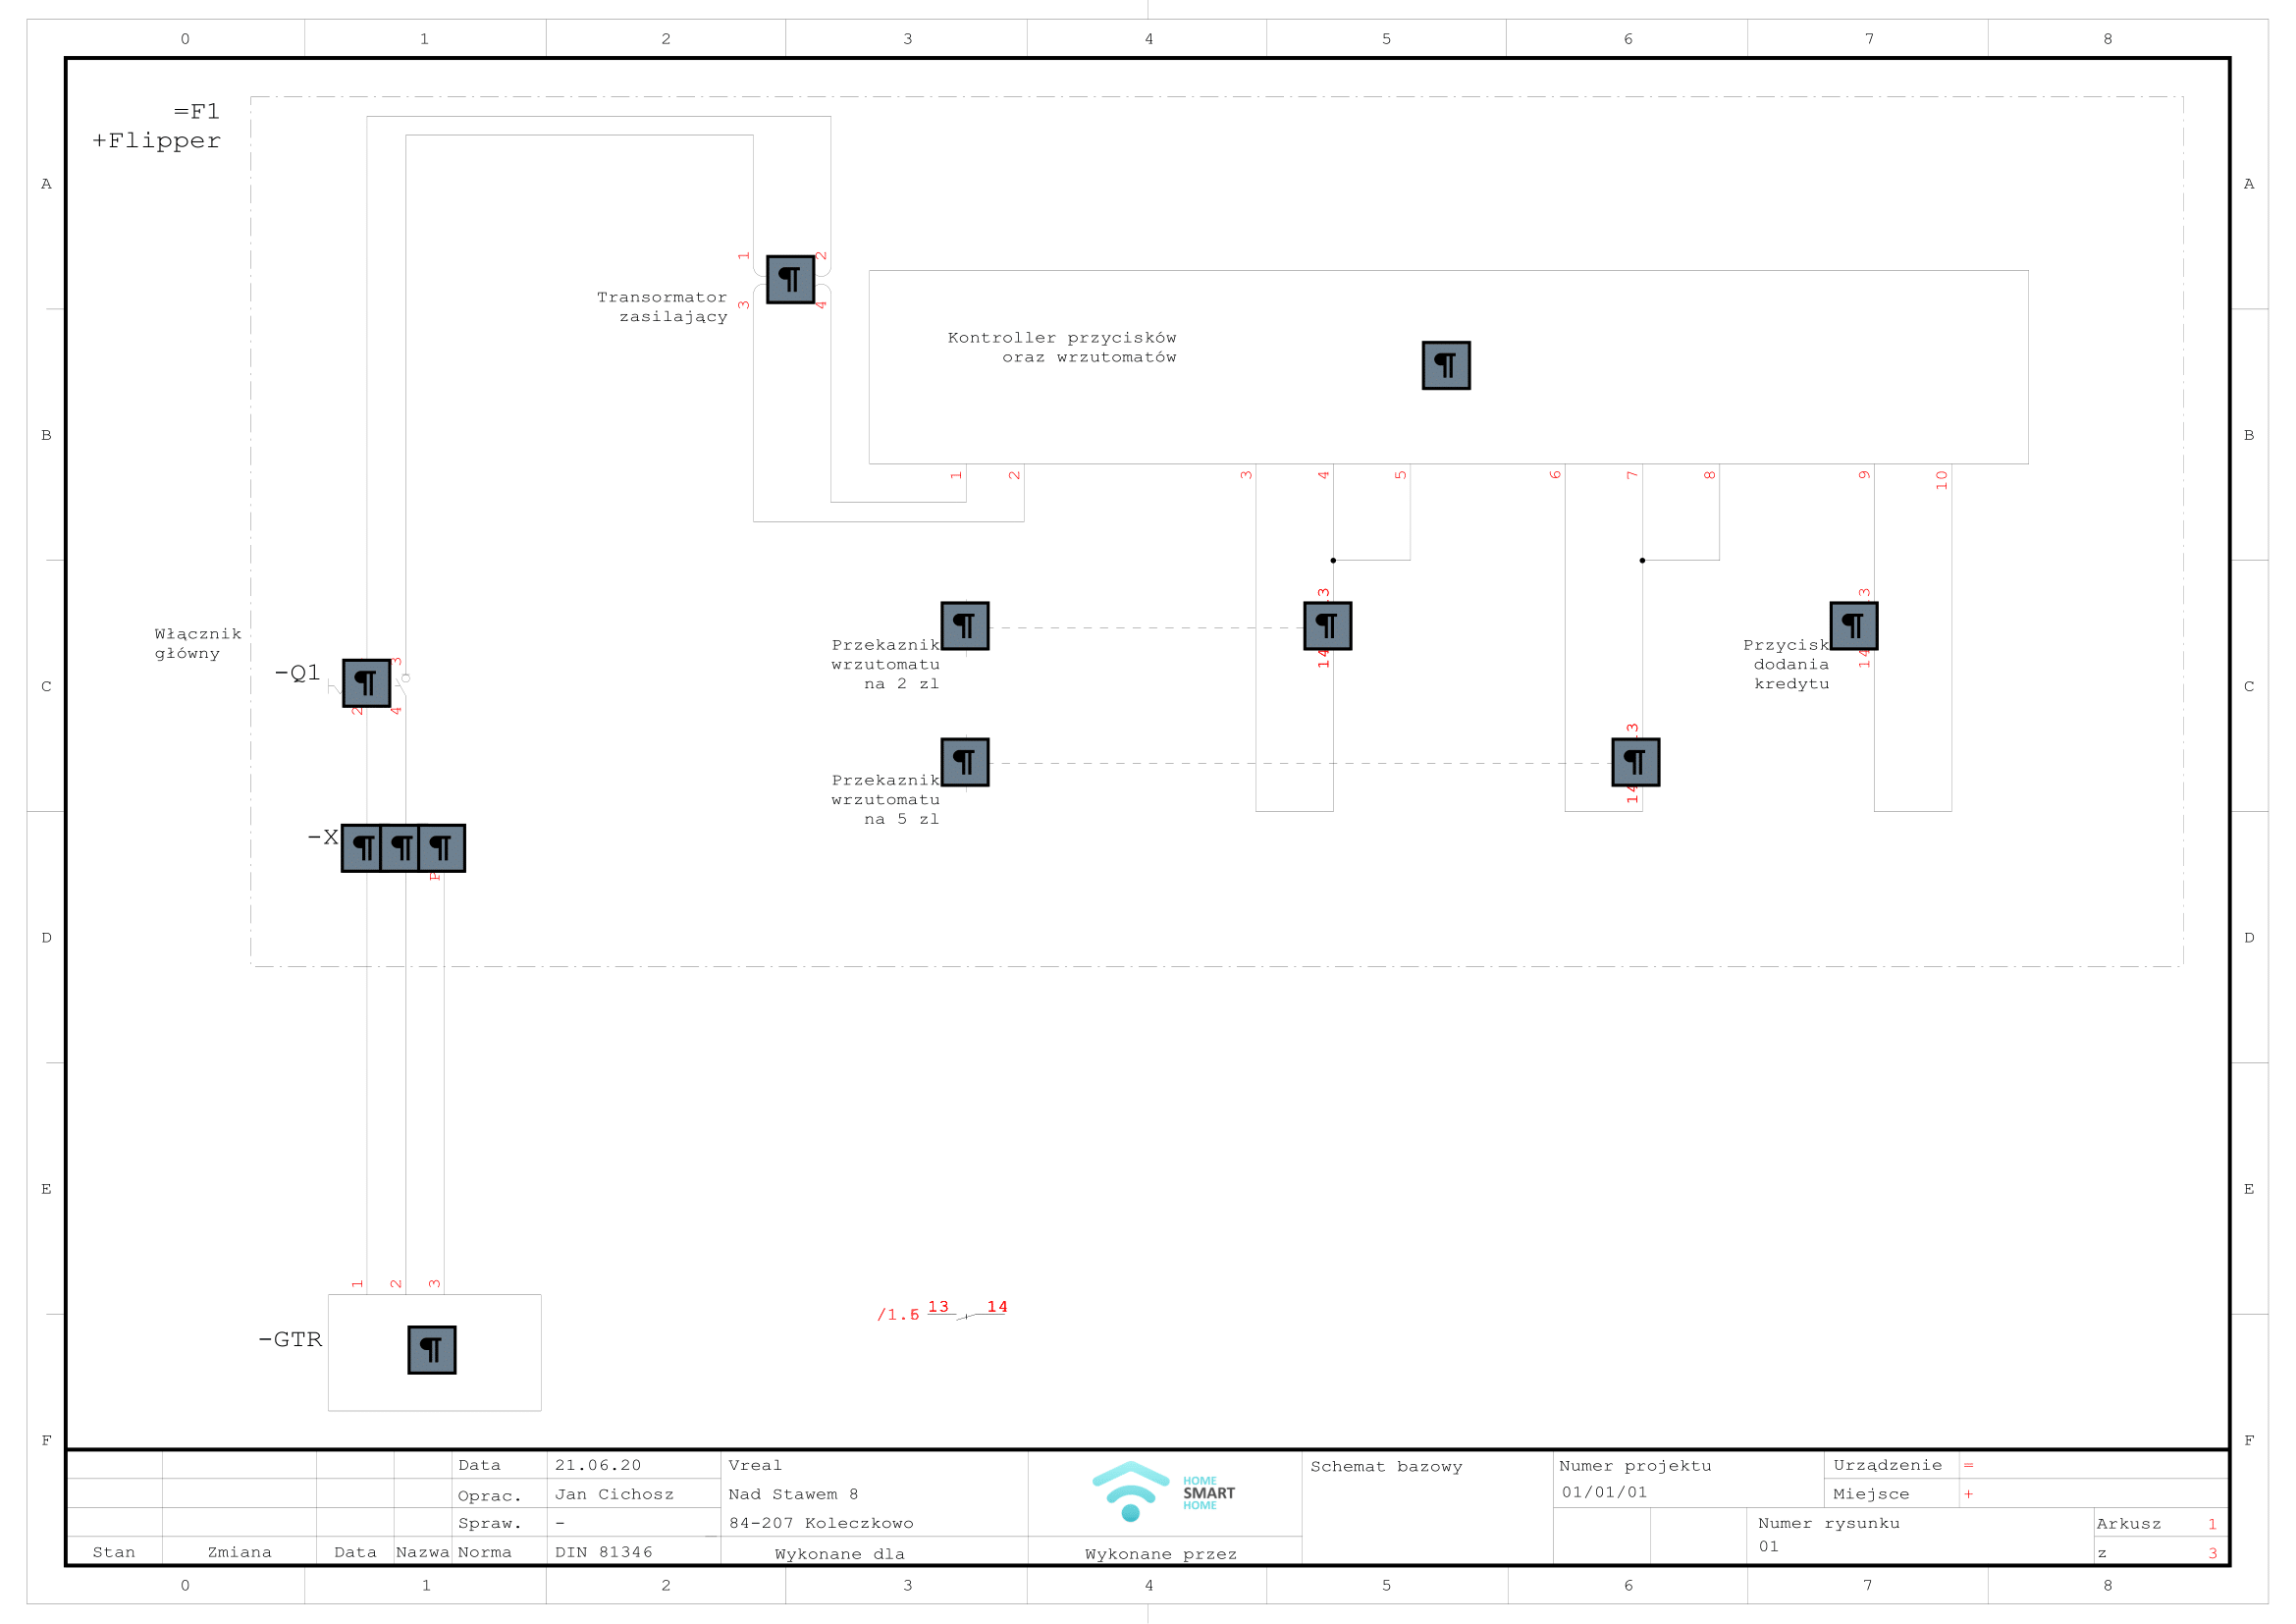 0 1 2 3 4 5 6 7 8
=F1
+Flipper
A A
1 2
Transormator
zasilający
3 4
Kontroller przycisków
oraz wrzutomatów
B B
1 2 3 4 5 6 7 8 9 10
Włącznik
główny
-Q1
3
2 4
Przekaznik
wrzutomatu
na 2 zl
3
14
Przycisk
dodania
kredytu
3
14
C C
Przekaznik
wrzutomatu
na 5 zl
3
14
-X
D D
E E
1 2 3
-GTR
/1.5 13 14
F F
Data 21.06.20
Oprac. Jan Cichosz
Spraw. -
Stan Zmiana Data Nazwa Norma DIN 81346
Vreal
Nad Stawem 8
84-207 Koleczkowo
Wykonane dla
HOME
SMART
HOME
Wykonane przez
Schemat bazowy
Numer projektu
01/01/01
Urządzenie =
Miejsce +
Numer rysunku
01
Arkusz 1
z 3
0 1 2 3 4 5 6 7 8